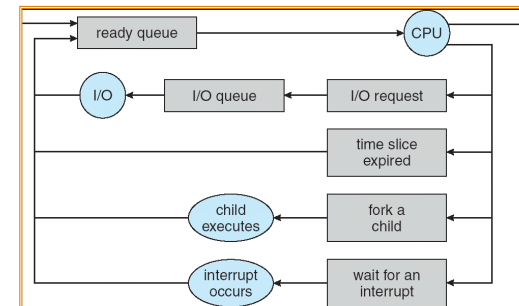 ready queue
CPU
I/O
I/O queue
I/O request
time slice
expired
child
executes
fork a
child
interrupt
occurs
wait for an
interrupt